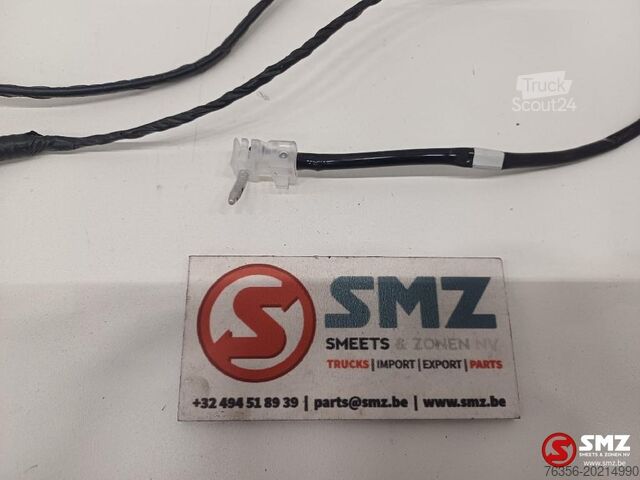 Truck
Scout24
SMZ
SMEETS & ZONEN NV
TRUCKS | IMPORT | EXPORT | PARTS
+32 494 51 89 39 | parts@smz.be | www.smz.be
SMZ
SMEETS & ZONEN NV
www.smz.be
76356-20214990